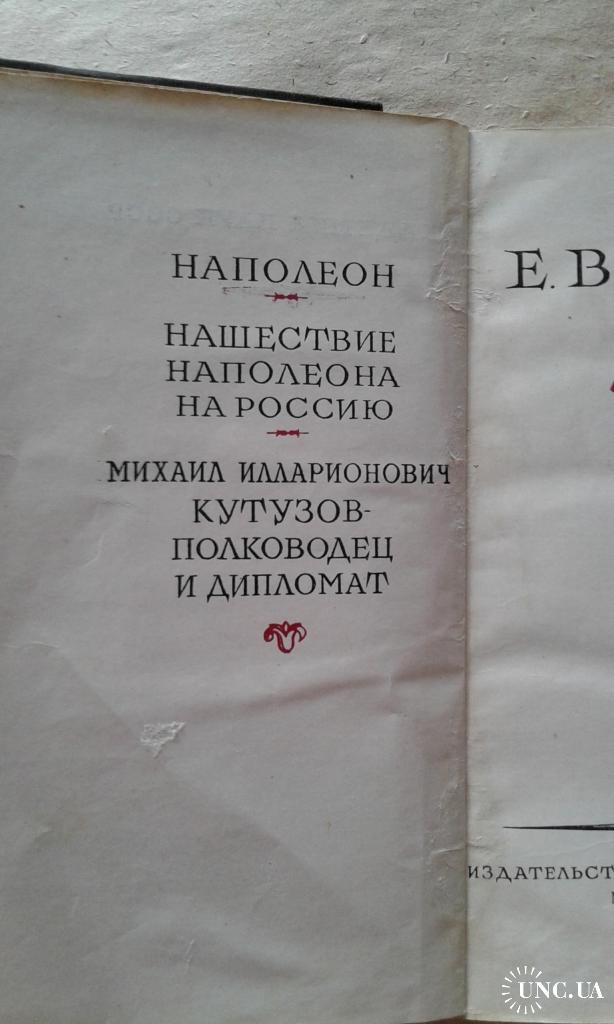 НАПОЛЕОН
НАШЕСТВИЕ
НАПОЛЕОНА
НА РОССИЮ
МИХАИЛ ИЛЛАРИОНОВИЧ
КУТУЗОВ-
ПОЛКОВОДЕЦ
И ДИПЛОМАТ
Е. В
ИЗДАТЕЛЬСТ
UNC.UA